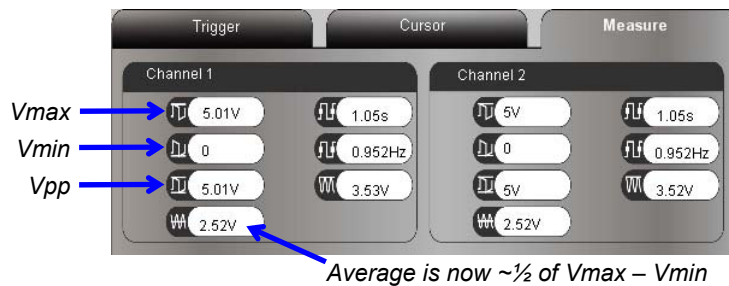 Trigger Cursor Measure
Channel 1 Channel 2
Vmax 5.01V 1.05s 5V 1.05s
Vmin 0 0.952Hz 0 0.952Hz
Vpp 5.01V 3.53V 5V 3.52V
2.52V 2.52V
Average is now ~½ of Vmax – Vmin